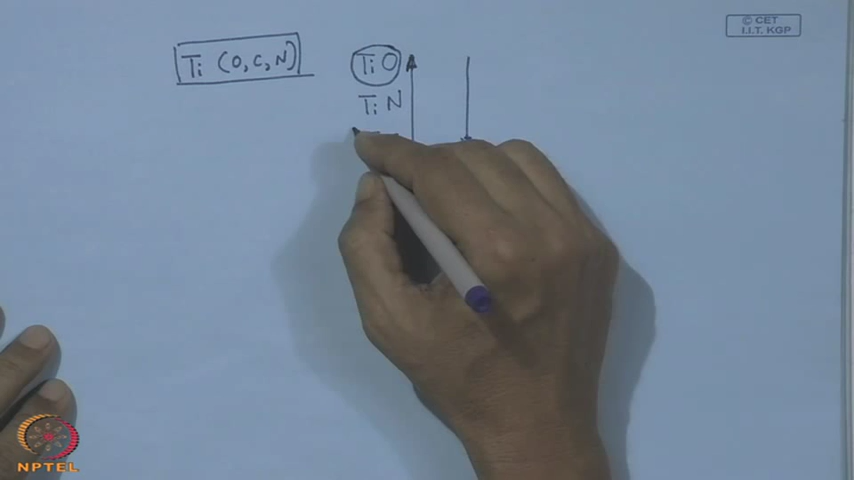 © CET
I.I.T. KGP
Ti (O,C,N)
TiO
TiN
NPTEL